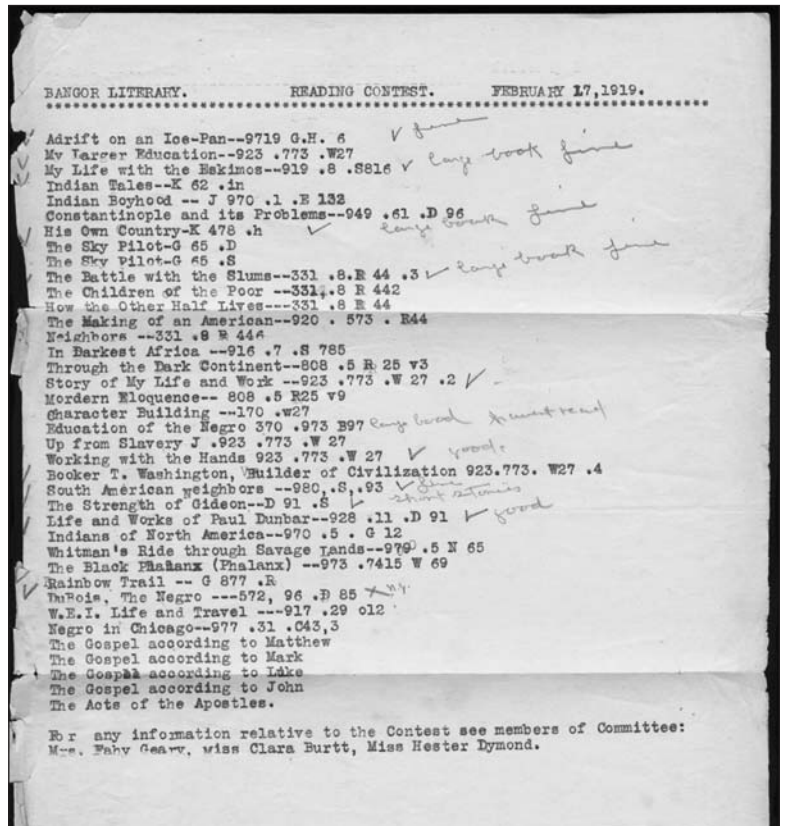 BANGOR LITERARY. READING CONTEST. FEBRUARY 17,1919.
Adrift on an Ice-Pan--9719 G.H. 6 ✓ fine
My Larger Education--923 .773 .W27
My Life with the Eskimos--919 .8 .S816 ✓ large book fine
Indian Tales--K 62 .in
Indian Boyhood -- J 970 .1 .E 132
Constantinople and its Problems--949 .61 .D 96
His Own Country-K 478 .h ✓ large book fine
The Sky Pilot-G 65 .D
The Sky Pilot-G 65 .S
The Battle with the Slums--331 .8.R 44 .3 ✓ large book fine
The Children of the Poor --331,.8 R 442
How the Other Half Lives---331 .8 R 44
The Making of an American--920 . 573 . R44
Neighbors --331 .8 R 446
In Darkest Africa --916 .7 .S 785
Through the Dark Continent--808 .5 R 25 v3
Story of My Life and Work --923 .773 .W 27 .2 ✓
Mordern Eloquence-- 808 .5 R25 v9
Character Building ---170 .w27
Education of the Negro 370 .973 B97 large
Up from Slavery J .923 .773 .W 27
Working with the Hands 923 .773 .W 27 ✓ good.
Booker T. Washington, Builder of Civilization 923.773. W27 .4
South American Neighbors --980,.S,.93 ✓ fine
The Strength of Gideon--D 91 .S ✓ short stories
Life and Works of Paul Dunbar--928 .11 .D 91 ✓ good
Indians of North America--970 .5 . G 12
Whitman's Ride through Savage Lands--979 .5 N 65
The Black Phalanx (Phalanx) --973 .7415 W 69
Rainbow Trail -- G 877 .R
DuBois, The Negro ---572, 96 .D 85
W.E.I. Life and Travel ---917 .29 o12
Negro in Chicago--977 .31 .C43,3
The Gospel according to Matthew
The Gospel according to Mark
The Gospel according to Luke
The Gospel according to John
The Acts of the Apostles.
For any information relative to the Contest see members of Committee:
Mrs. Fahy Geary, Miss Clara Burtt, Miss Hester Dymond.